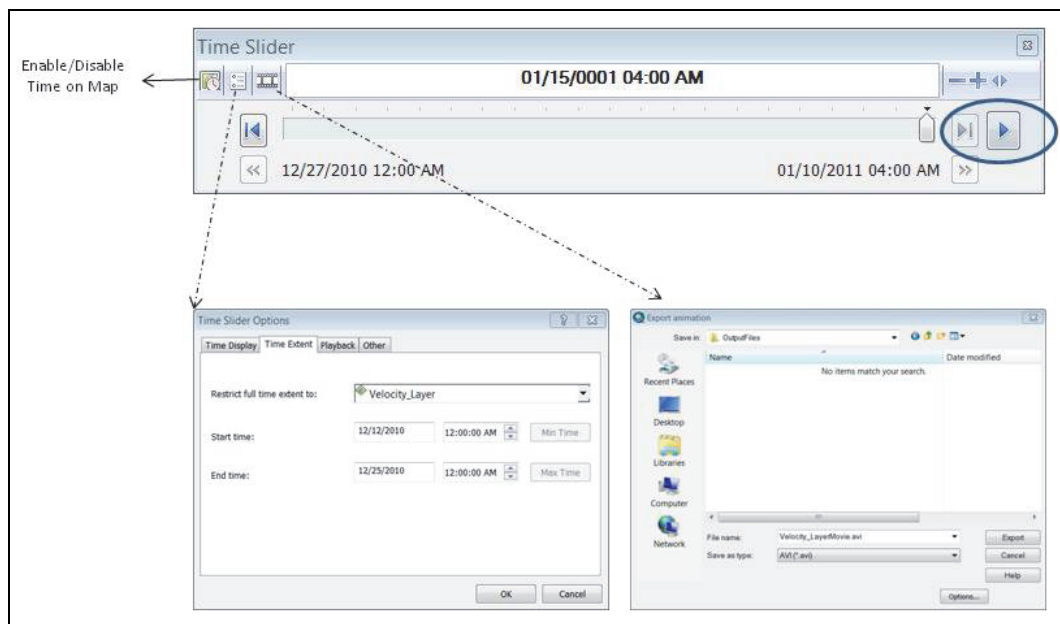 Time Slider
Enable/Disable
Time on Map
01/15/0001 04:00 AM
12/27/2010 12:00 AM
01/10/2011 04:00 AM
Time Slider Options
Time Display Time Extent Playback Other
Restrict full time extent to: Velocity_Layer
Start time: 12/12/2010 12:00:00 AM Min Time
End time: 12/25/2010 12:00:00 AM Max Time
OK Cancel
Export animation
Save in: OutputFiles
Name Date modified
No items match your search.
Recent Places
Desktop
Libraries
Computer
Network
File name: Velocity_LayerMovie.avi Export
Save as type: AVI (*.avi) Cancel
Help
Options...